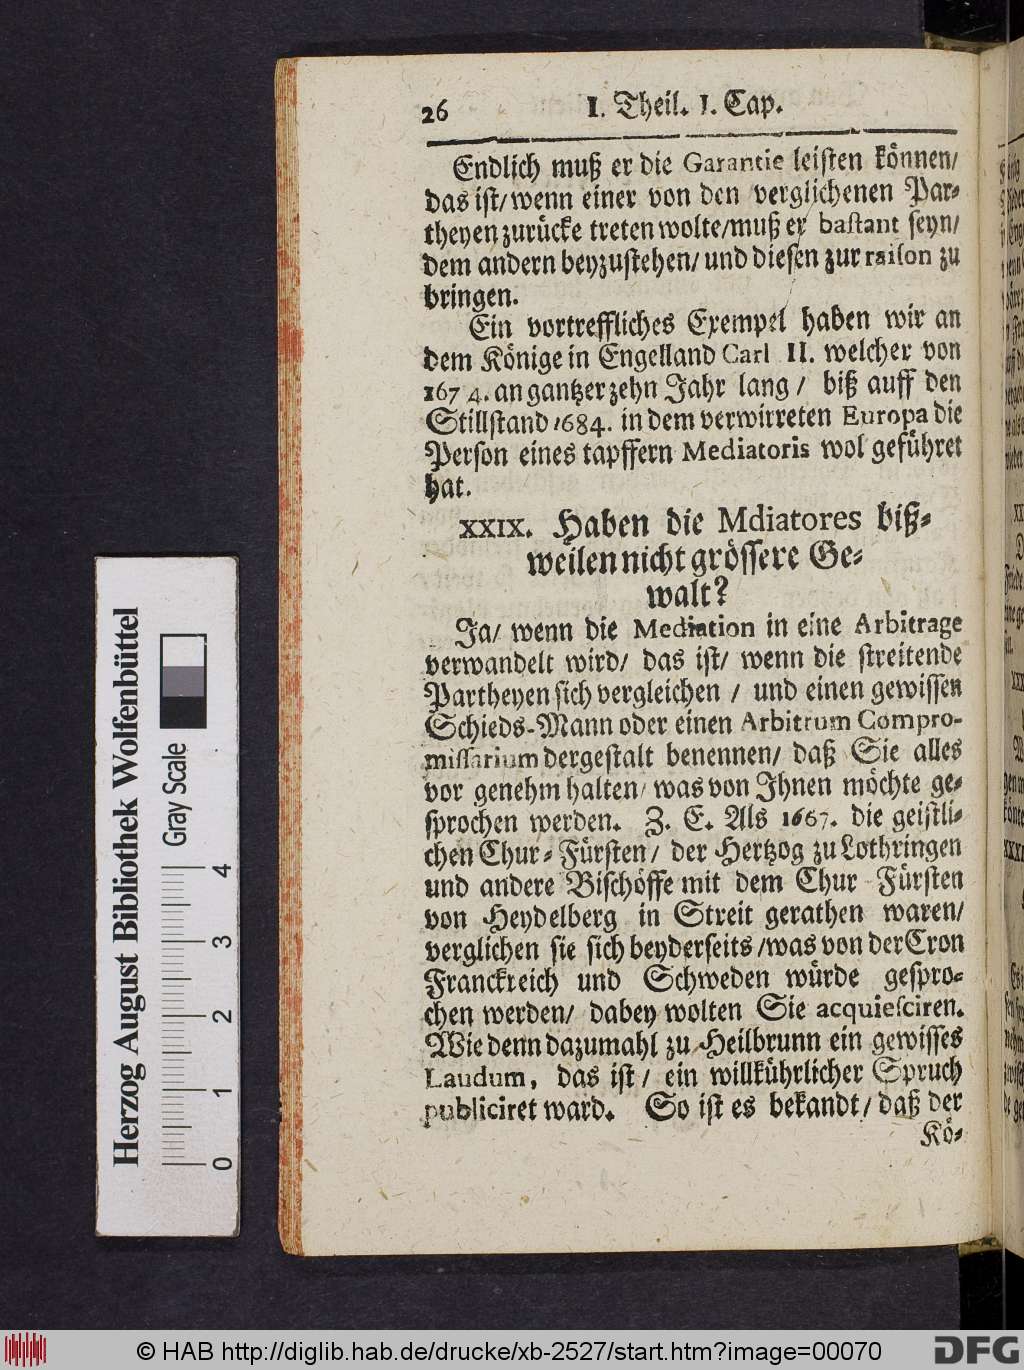 26 I. Theil. I. Cap.
Endlich muß er die Garantie leisten können/
das ist/ wenn einer von den verglichenen Par-
theyen zurücke treten wolte/ muß er bastant seyn/
dem andern beyzustehen/ und diesen zur raison zu
bringen.
Ein vortreffliches Exempel haben wir an
dem Könige in Engelland Carl II. welcher von
1674. an gantzer zehn Jahr lang / biß auff den
Stillstand 1684. in dem verwirreten Europa die
Person eines tapffern Mediatoris wol geführet
hat.
XXIX. Haben die Mdiatores biß-
weilen nicht grössere Ge-
walt?
Ja/ wenn die Mediation in eine Arbitrage
verwandelt wird/ das ist/ wenn die streitende
Partheyen sich vergleichen / und einen gewissen
Schieds-Mann oder einen Arbitrum Compro-
missarium dergestalt benennen/ daß Sie alles
vor genehm halten/ was von Ihnen möchte ge-
sprochen werden. Z. E. Als 1667. die geistli-
chen Chur-Fürsten/ der Hertzog zu Lothringen
und andere Bischöffe mit dem Chur Fürsten
von Heydelberg in Streit gerathen waren/
verglichen sie sich beyderseits / was von der Cron
Franckreich und Schweden würde gespro-
chen werden/ dabey wolten Sie acquiesciren.
Wie denn dazumahl zu Heilbrunn ein gewisses
Laudum, das ist / ein willkührlicher Spruch
publiciret ward. So ist es bekandt / daß der
Kö-
Herzog August Bibliothek Wolfenbüttel
Gray Scale
0 1 2 3 4
© HAB http://diglib.hab.de/drucke/xb-2527/start.htm?image=00070
DFG